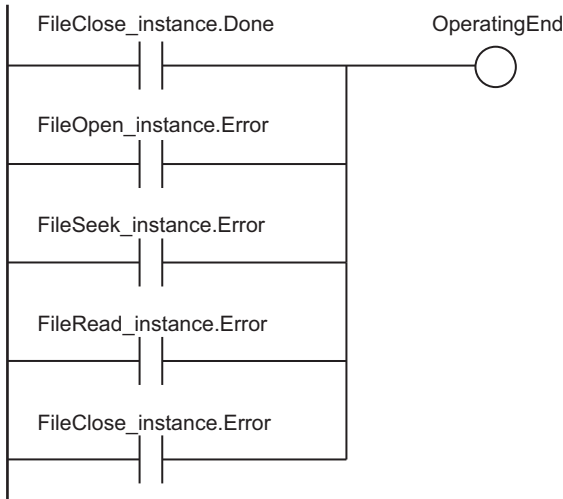 FileClose_instance.Done
OperatingEnd
FileOpen_instance.Error
FileSeek_instance.Error
FileRead_instance.Error
FileClose_instance.Error